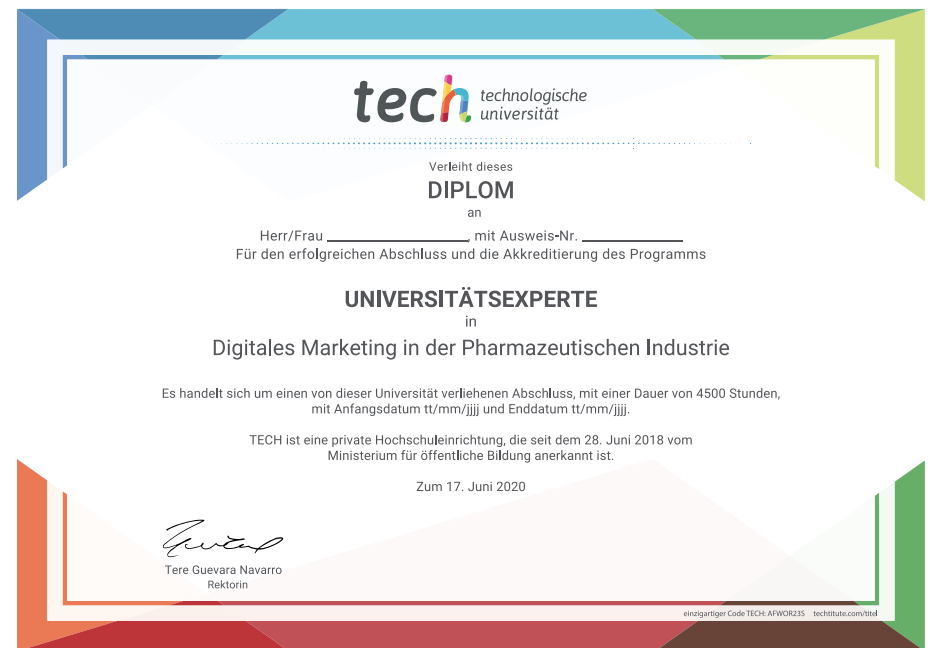 tech technologische
universität
Verleiht dieses
DIPLOM
an
Herr/Frau ____________________, mit Ausweis-Nr. ______________
Für den erfolgreichen Abschluss und die Akkreditierung des Programms
UNIVERSITÄTSEXPERTE
in
Digitales Marketing in der Pharmazeutischen Industrie
Es handelt sich um einen von dieser Universität verliehenen Abschluss, mit einer Dauer von 4500 Stunden,
mit Anfangsdatum tt/mm/jjjj und Enddatum tt/mm/jjjj.
TECH ist eine private Hochschuleinrichtung, die seit dem 28. Juni 2018 vom
Ministerium für öffentliche Bildung anerkannt ist.
Zum 17. Juni 2020
Tere Guevara Navarro
Rektorin
einzigartiger Code TECH: AFWOR23S techtitute.com/titel